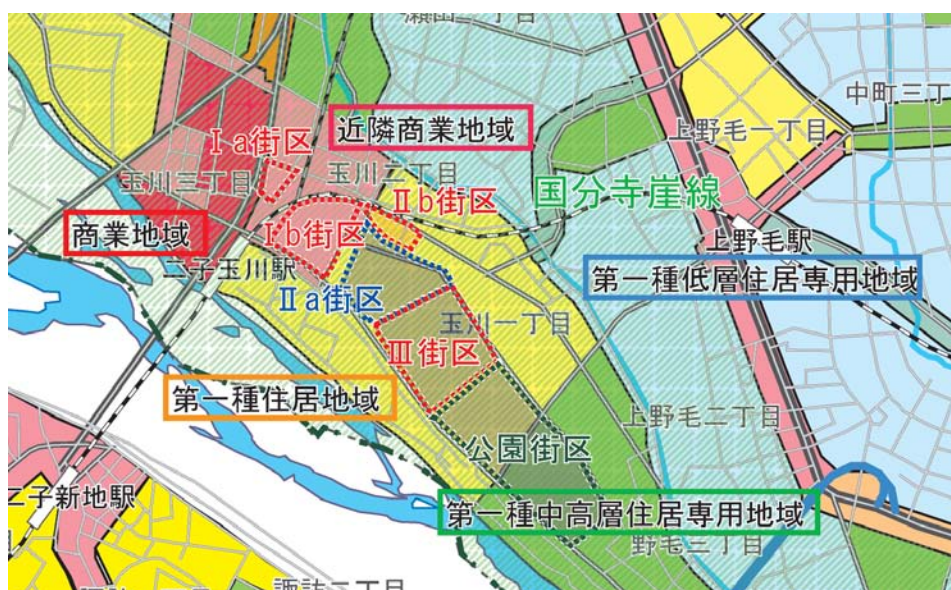 瀬田一丁目
中町三丁
近隣商業地域
上野毛一丁目
Ⅰa街区
玉川三丁目
玉川二丁目
Ⅱb街区
国分寺崖線
商業地域
Ⅰb街区
上野毛駅
二子玉川駅
第一種低層住居専用地域
Ⅱa街区
玉川一丁目
Ⅲ街区
第一種住居地域
上野毛二丁目
公園街区
二子新地駅
第一種中高層住居専用地域
野毛三丁目
諏訪二丁目